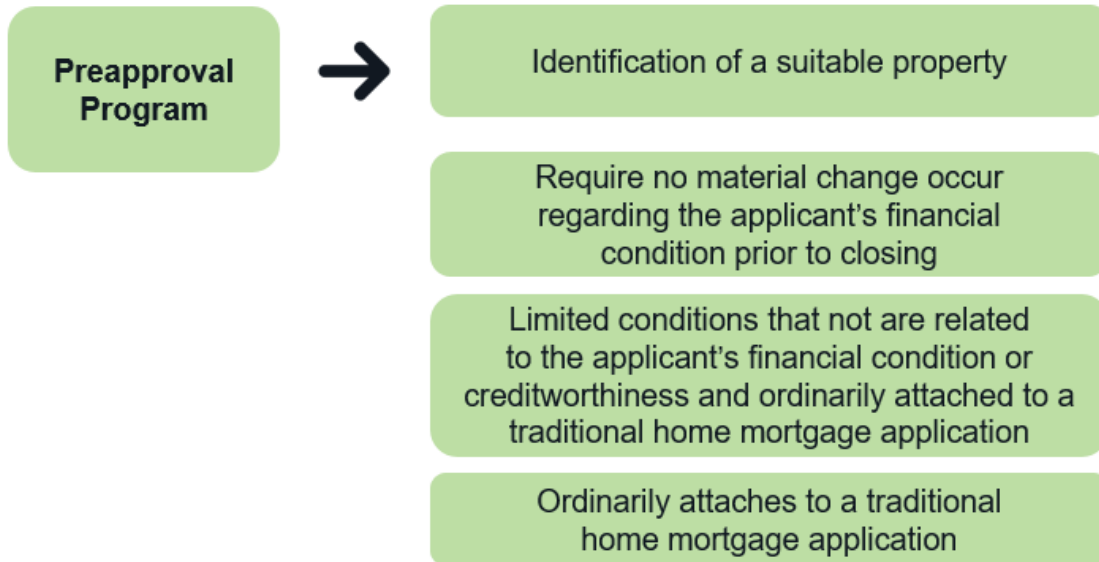 Preapproval
Program
Identification of a suitable property
Require no material change occur
regarding the applicant’s financial
condition prior to closing
Limited conditions that not are related
to the applicant’s financial condition or
creditworthiness and ordinarily attached to a
traditional home mortgage application
Ordinarily attaches to a traditional
home mortgage application